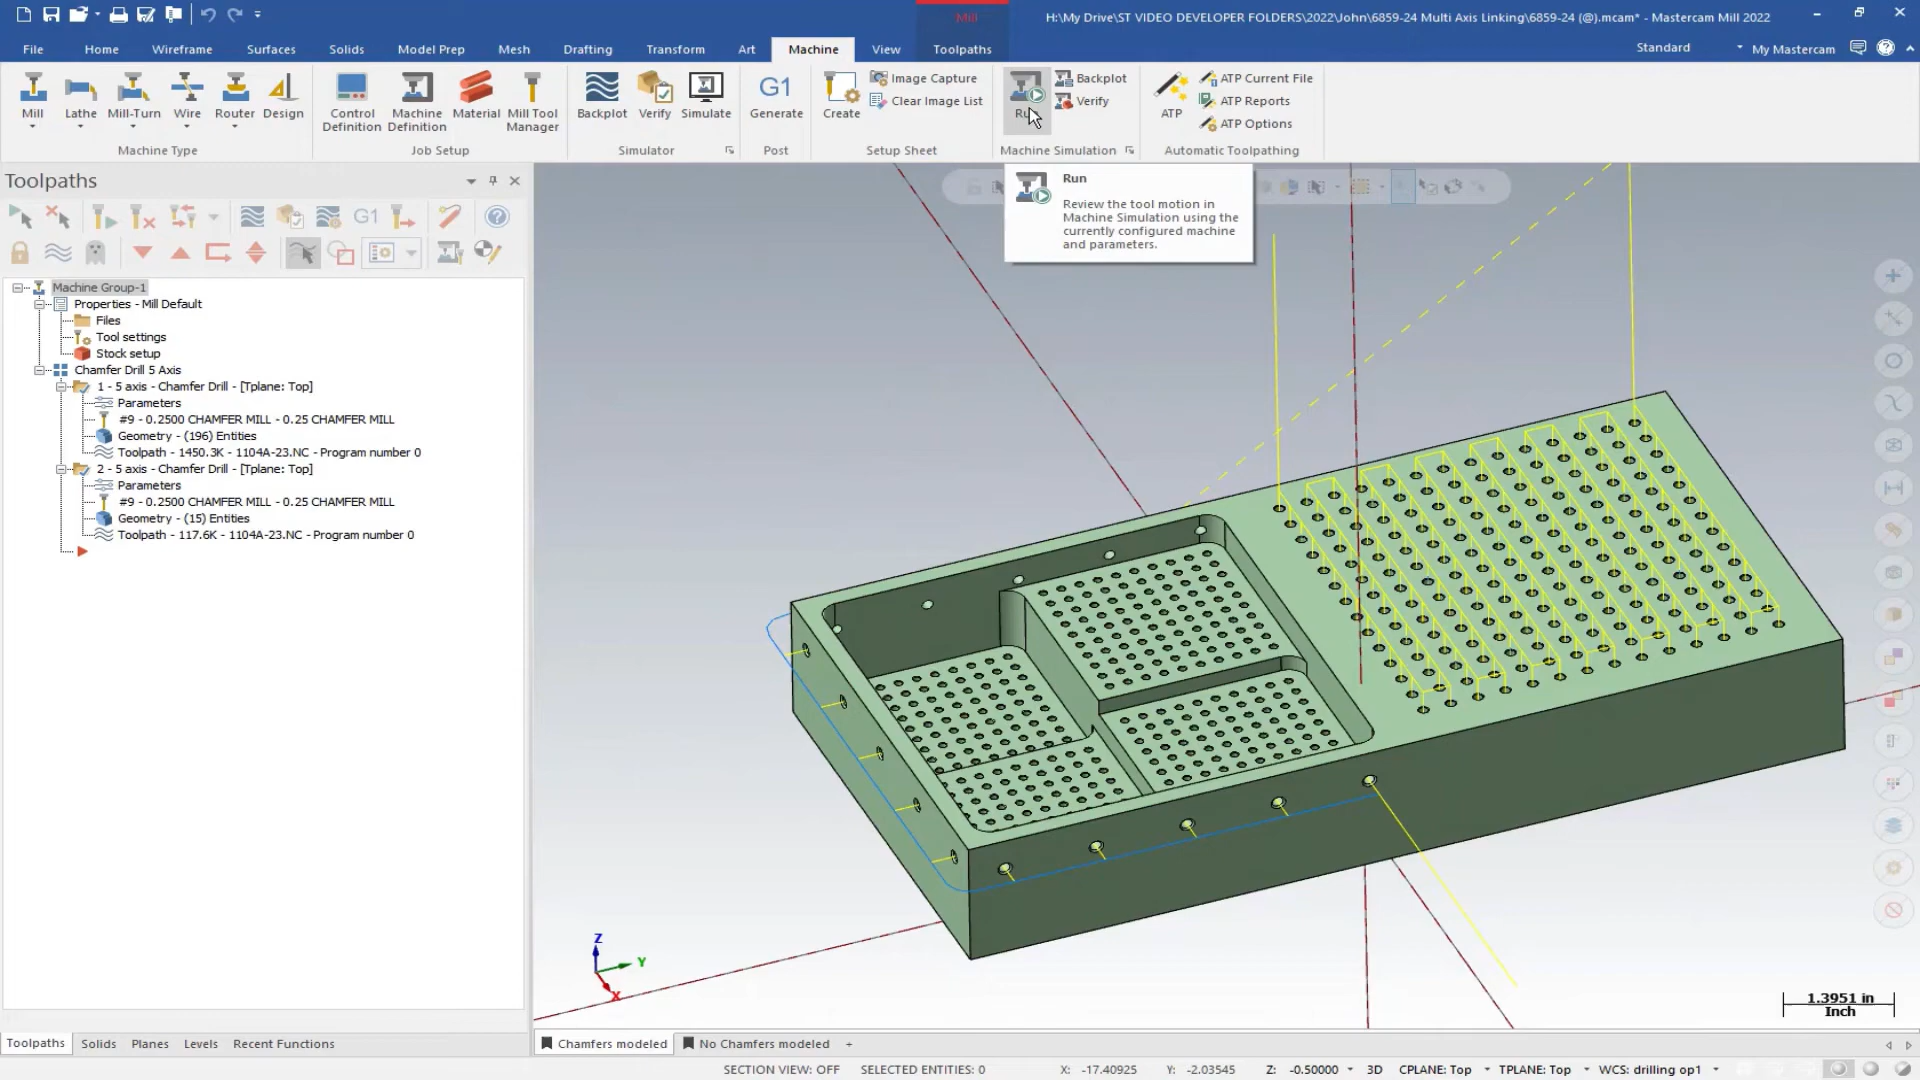 Mill
H:\My Drive\ST VIDEO DEVELOPER FOLDERS\2022\John\6859-24 Multi Axis Linking\6859-24 (@).mcam* - Mastercam Mill 2022
File Home Wireframe Surfaces Solids Model Prep Mesh Drafting Transform Art Machine View Toolpaths Standard My Mastercam
Mill Lathe Mill-Turn Wire Router Design
Machine Type
Control Definition Machine Definition Material Mill Tool Manager
Job Setup
Backplot Verify Simulate
Simulator
G1
Generate
Post
Create Image Capture
Clear Image List
Setup Sheet
Run Backplot
Verify
Machine Simulation
ATP ATP Current File
ATP Reports
ATP Options
Automatic Toolpathing
Run
Review the tool motion in
Machine Simulation using the
currently configured machine
and parameters.
Toolpaths
G1
Machine Group-1
Properties - Mill Default
Files
Tool settings
Stock setup
Chamfer Drill 5 Axis
1 - 5 axis - Chamfer Drill - [Tplane: Top]
Parameters
#9 - 0.2500 CHAMFER MILL - 0.25 CHAMFER MILL
Geometry - (196) Entities
Toolpath - 1450.3K - 1104A-23.NC - Program number 0
2 - 5 axis - Chamfer Drill - [Tplane: Top]
Parameters
#9 - 0.2500 CHAMFER MILL - 0.25 CHAMFER MILL
Geometry - (15) Entities
Toolpath - 117.6K - 1104A-23.NC - Program number 0
Z
Y
X
1.3951 in
Inch
Toolpaths Solids Planes Levels Recent Functions
Chamfers modeled No Chamfers modeled +
SECTION VIEW: OFF SELECTED ENTITIES: 0 X: -17.40925 Y: -2.03545 Z: -0.50000 3D CPLANE: Top TPLANE: Top WCS: drilling op1